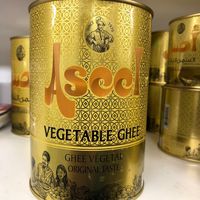 Aseel
VEGETABLE GHEE
GHEE VEGETAL
ORIGINAL TASTE